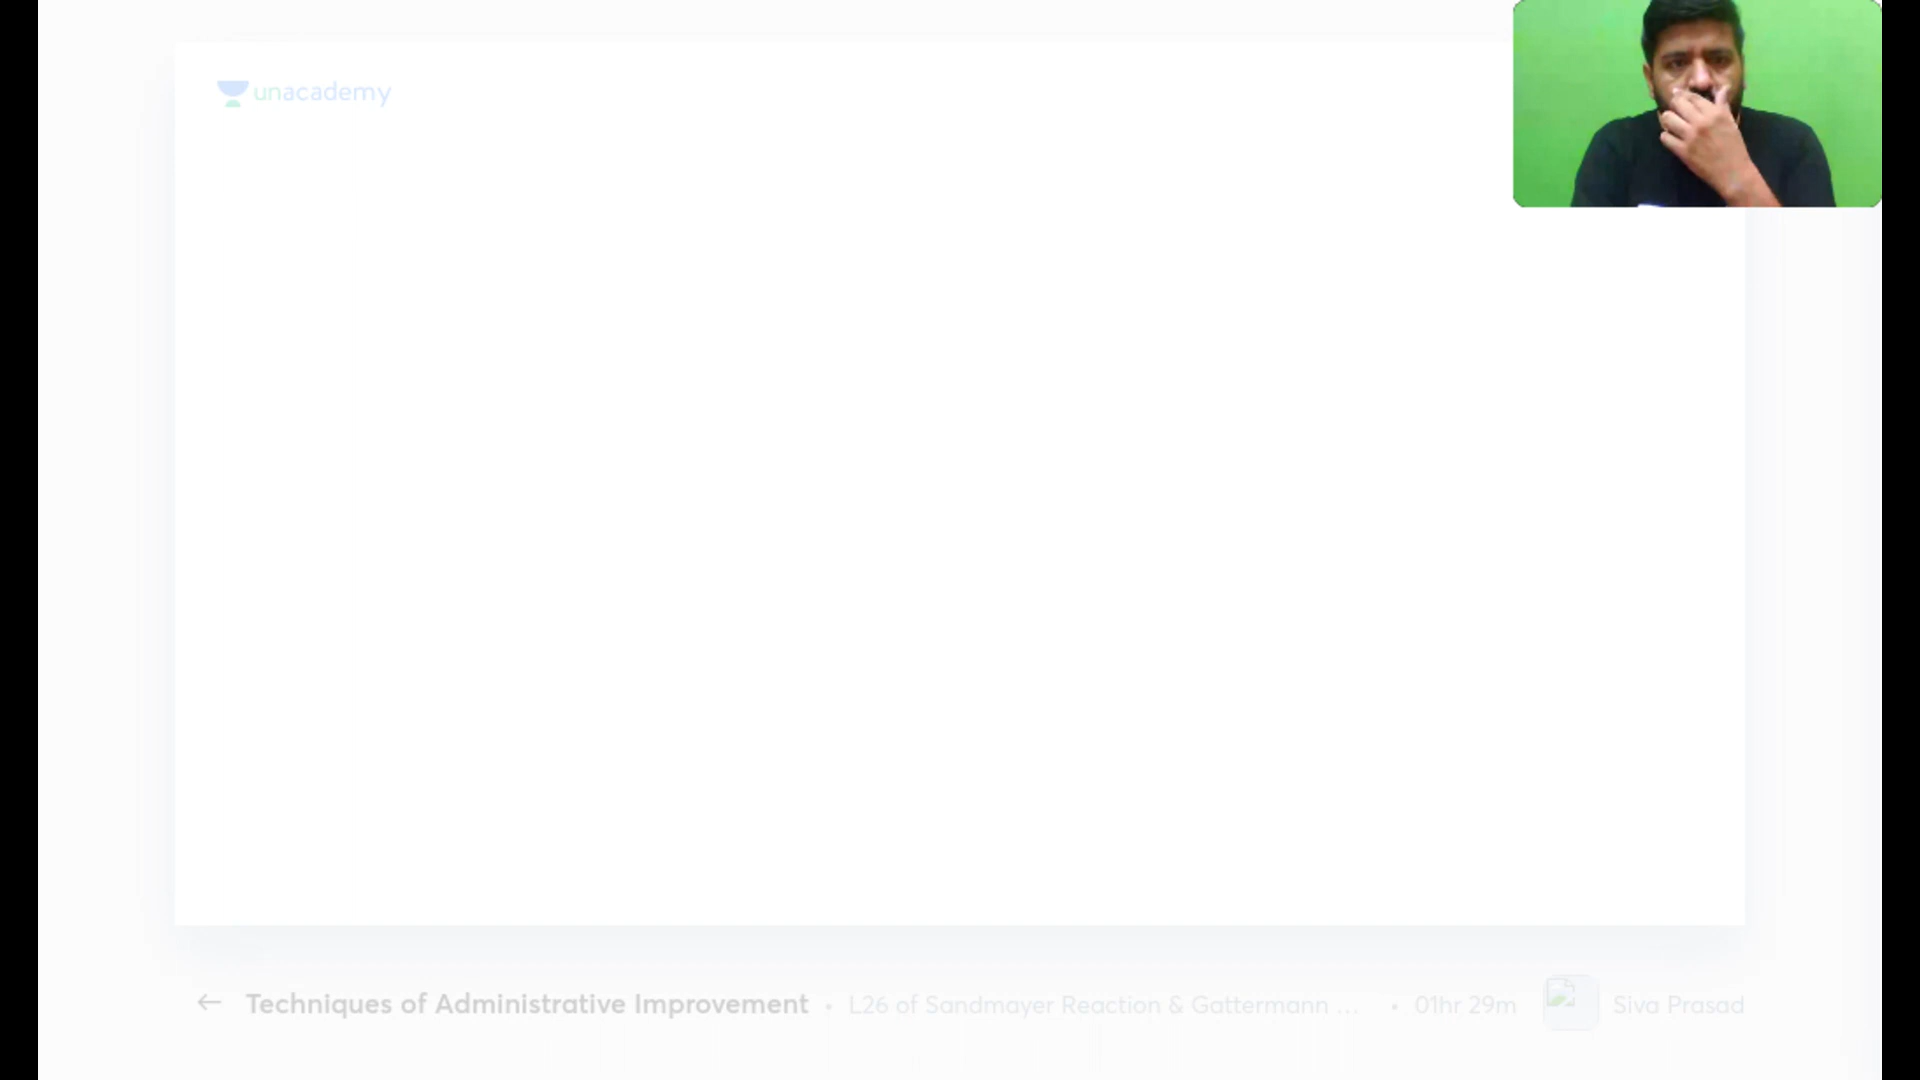 unacademy
← Techniques of Administrative Improvement • L26 of Sandmayer Reaction & Gattermann ... • 01hr 29m Siva Prasad